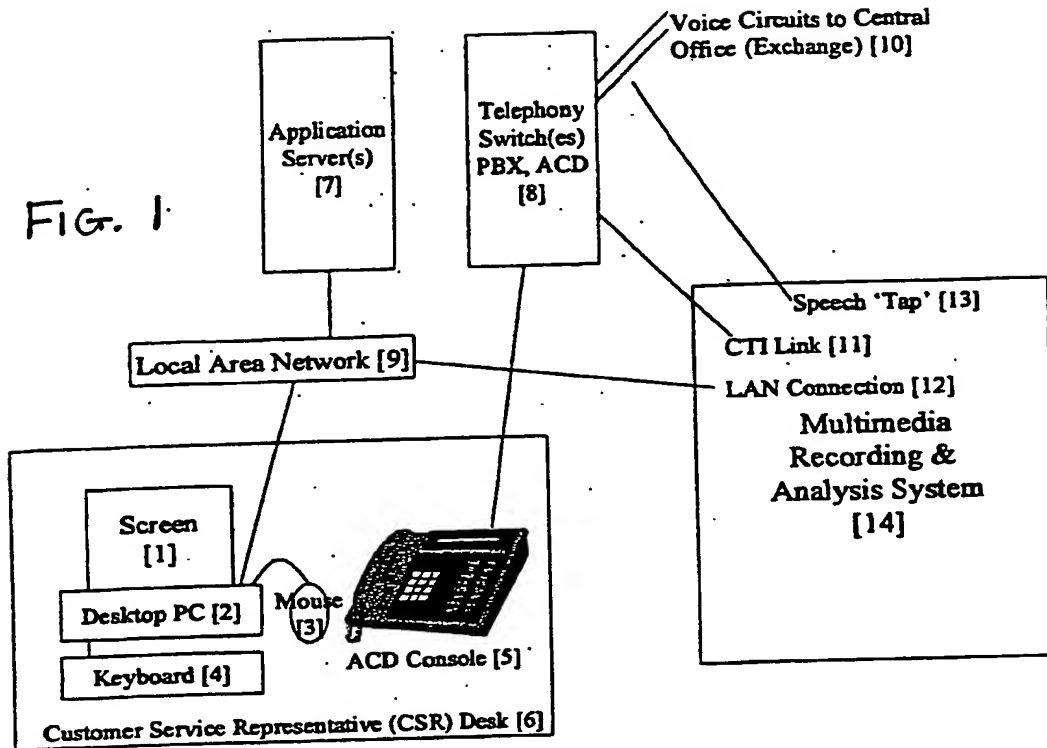 Voice Circuits to Central
Office (Exchange) [10]
Application
Server(s)
[7]
Telephony
Switch(es)
PBX, ACD
[8]
FIG. 1
Speech ‘Tap’ [13]
CTI Link [11]
Local Area Network [9]
LAN Connection [12]
Multimedia
Recording &
Analysis System
[14]
Screen
[1]
Desktop PC [2]
Mouse
[3]
Keyboard [4]
ACD Console [5]
Customer Service Representative (CSR) Desk [6]